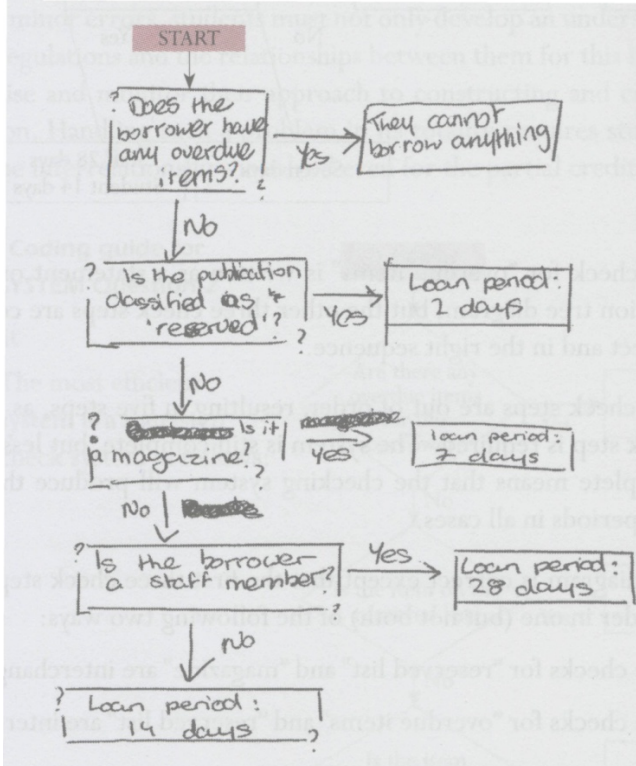 START
Does the
borrower have
any overdue
items?
Yes
They cannot
borrow anything
No
Is the publication
classified as
"reserved"?
Yes
Loan period:
2 days
No
Is it
a magazine?
Yes
Loan period:
7 days
No
Is the borrower
a staff member?
Yes
Loan period:
28 days
No
Loan period:
14 days